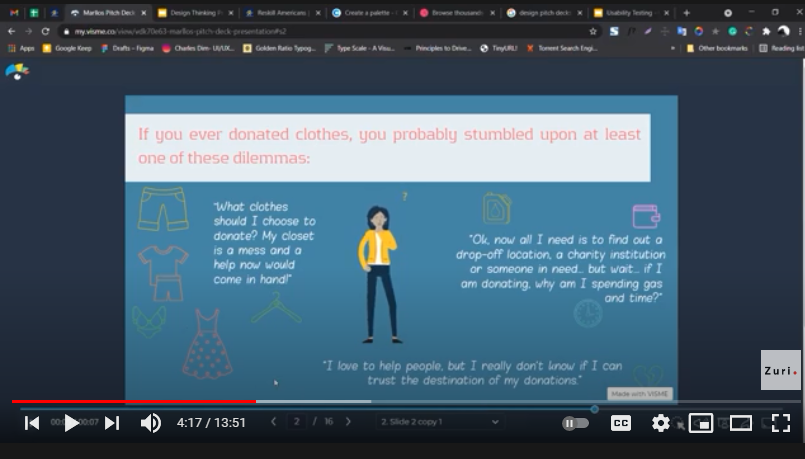 Marllos Pitch Deck
Design Thinking P
Reskill Americans
Create a palette -
Browse thousands
design pitch deck
Usability Testing
my.visme.co/view/vdk70e63-marllos-pitch-deck-presentation#s2
Apps
Google Keep
Drafts – Figma
Charles Dim- UI/UX...
Golden Ratio Typog...
Type Scale - A Visu...
Principles to Drive...
TinyURL!
Torrent Search Engi...
»
Other bookmarks
Reading list
If you ever donated clothes, you probably stumbled upon at least
one of these dilemmas:
"What clothes
should I choose to
donate? My closet
is a mess and a
help now would
come in hand!"
?
"Ok, now all I need is to find out a
drop-off location, a charity institution
or someone in need... but wait... if I
am donating, why am I spending gas
and time?"
"I love to help people, but I really don't know if I can
trust the destination of my donations."
Zuri.
Made with VISME
4:17 / 13:51
2 / 16
2. Slide 2 copy 1
CC